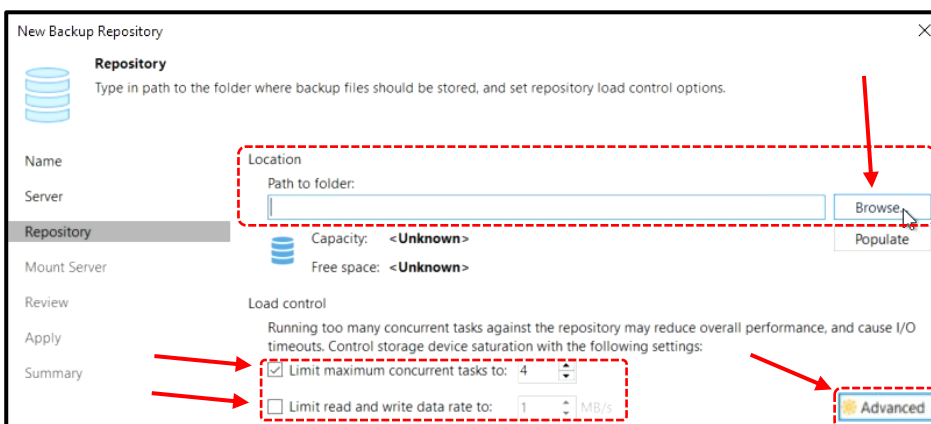 New Backup Repository
Repository
Type in path to the folder where backup files should be stored, and set repository load control options.
Name
Server
Repository
Mount Server
Review
Apply
Summary
Location
Path to folder:
Browse...
Capacity: <Unknown>
Populate
Free space: <Unknown>
Load control
Running too many concurrent tasks against the repository may reduce overall performance, and cause I/O
timeouts. Control storage device saturation with the following settings:
Limit maximum concurrent tasks to: 4
Limit read and write data rate to: 1 MB/s
Advanced